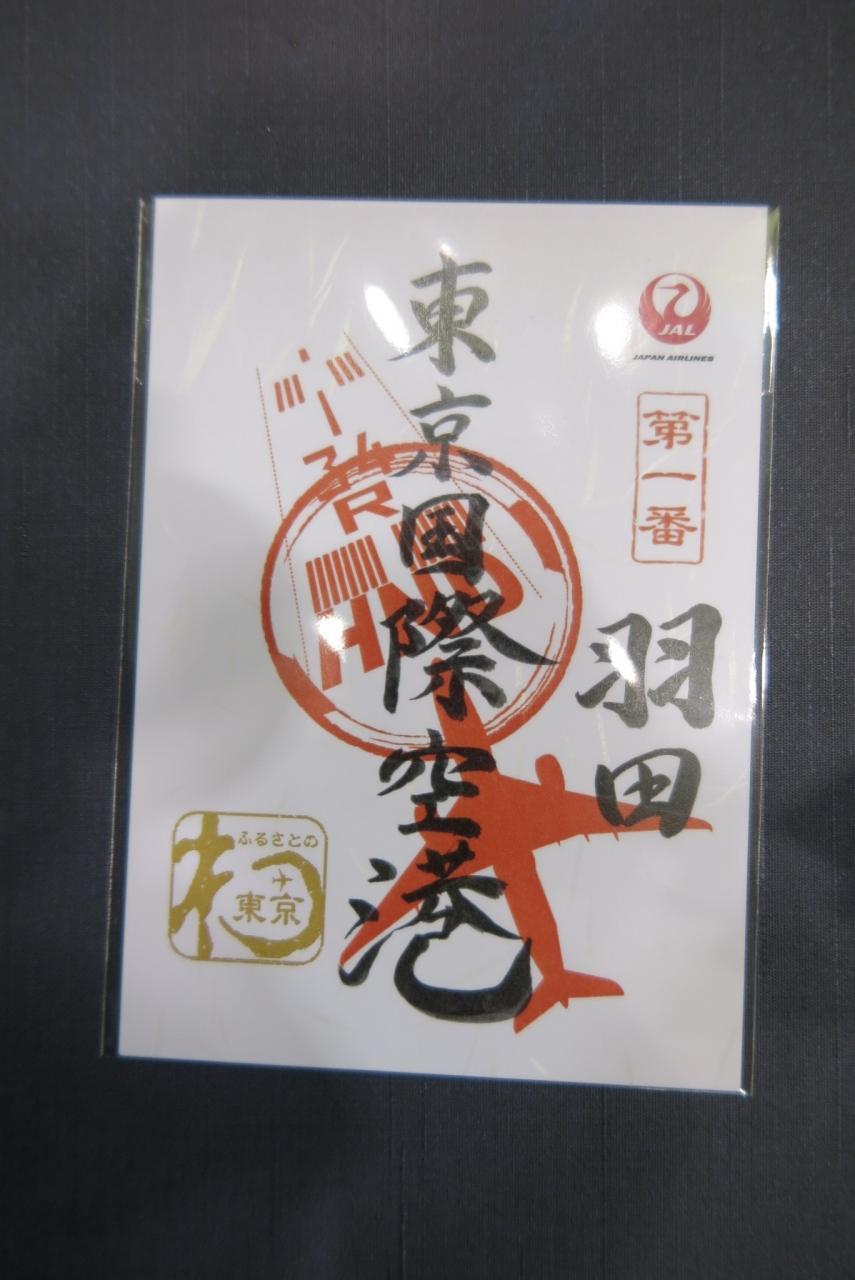 JAL
JAPAN AIRLINES
第一番
羽田
東京国際空港
34
R
HND
ふるさとの
東京